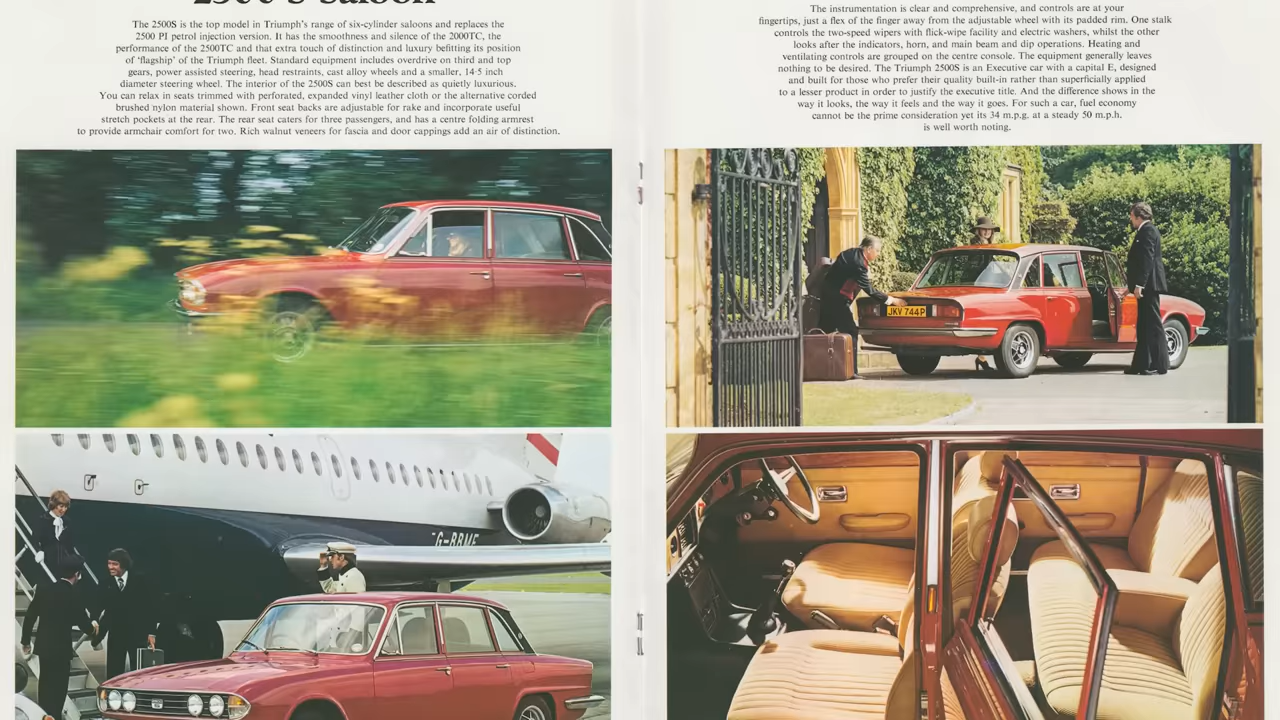 2500 S saloon
The 2500S is the top model in Triumph's range of six-cylinder saloons and replaces the
2500 PI petrol injection version. It has the smoothness and silence of the 2000TC, the
performance of the 2500TC and that extra touch of distinction and luxury befitting its position
of 'flagship' of the Triumph fleet. Standard equipment includes overdrive on third and top
gears, power assisted steering, head restraints, cast alloy wheels and a smaller, 14·5 inch
diameter steering wheel. The interior of the 2500S can best be described as quietly luxurious.
You can relax in seats trimmed with perforated, expanded vinyl leather cloth or the alternative corded
brushed nylon material shown. Front seat backs are adjustable for rake and incorporate useful
stretch pockets at the rear. The rear seat caters for three passengers, and has a centre folding armrest
to provide armchair comfort for two. Rich walnut veneers for fascia and door cappings add an air of distinction.
The instrumentation is clear and comprehensive, and controls are at your
fingertips, just a flex of the finger away from the adjustable wheel with its padded rim. One stalk
controls the two-speed wipers with flick-wipe facility and electric washers, whilst the other
looks after the indicators, horn, and main beam and dip operations. Heating and
ventilating controls are grouped on the centre console. The equipment generally leaves
nothing to be desired. The Triumph 2500S is an Executive car with a capital E, designed
and built for those who prefer their quality built-in rather than superficially applied
to a lesser product in order to justify the executive title. And the difference shows in the
way it looks, the way it feels and the way it goes. For such a car, fuel economy
cannot be the prime consideration yet its 34 m.p.g. at a steady 50 m.p.h.
is well worth noting.
JKV 744P